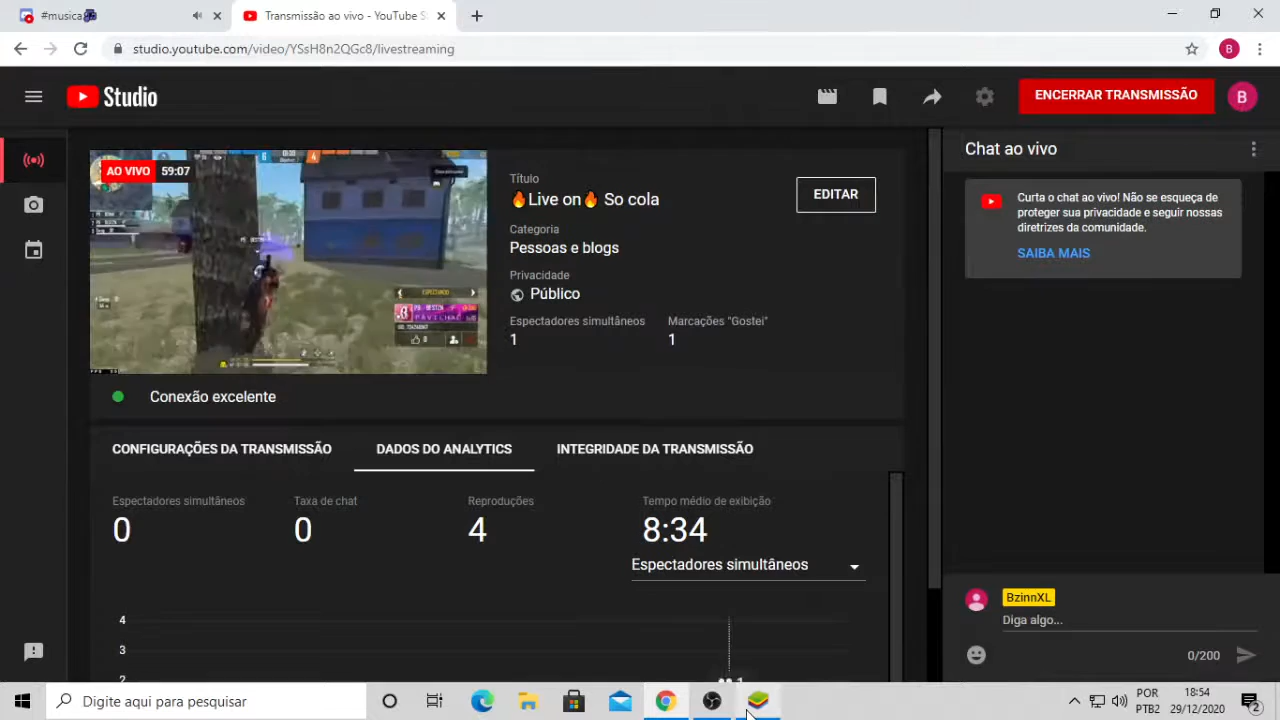 #musica
Transmissão ao vivo - YouTube S
studio.youtube.com/video/YSsH8n2QGc8/livestreaming
B
Studio
ENCERRAR TRANSMISSÃO
B
AO VIVO 59:07
6
4
ESPECTANDO
Título
🔥Live on🔥 So cola
EDITAR
Categoria
Pessoas e blogs
Privacidade
Público
Espectadores simultâneos
1
Marcações "Gostei"
1
Conexão excelente
CONFIGURAÇÕES DA TRANSMISSÃO
DADOS DO ANALYTICS
INTEGRIDADE DA TRANSMISSÃO
Espectadores simultâneos
0
Taxa de chat
0
Reproduções
4
Tempo médio de exibição
8:34
Espectadores simultâneos
4
3
2
1
Chat ao vivo
Curta o chat ao vivo! Não se esqueça de
proteger sua privacidade e seguir nossas
diretrizes da comunidade.
SAIBA MAIS
BzinnXL
Diga algo...
0/200
Digite aqui para pesquisar
POR
PTB2
18:54
29/12/2020
2